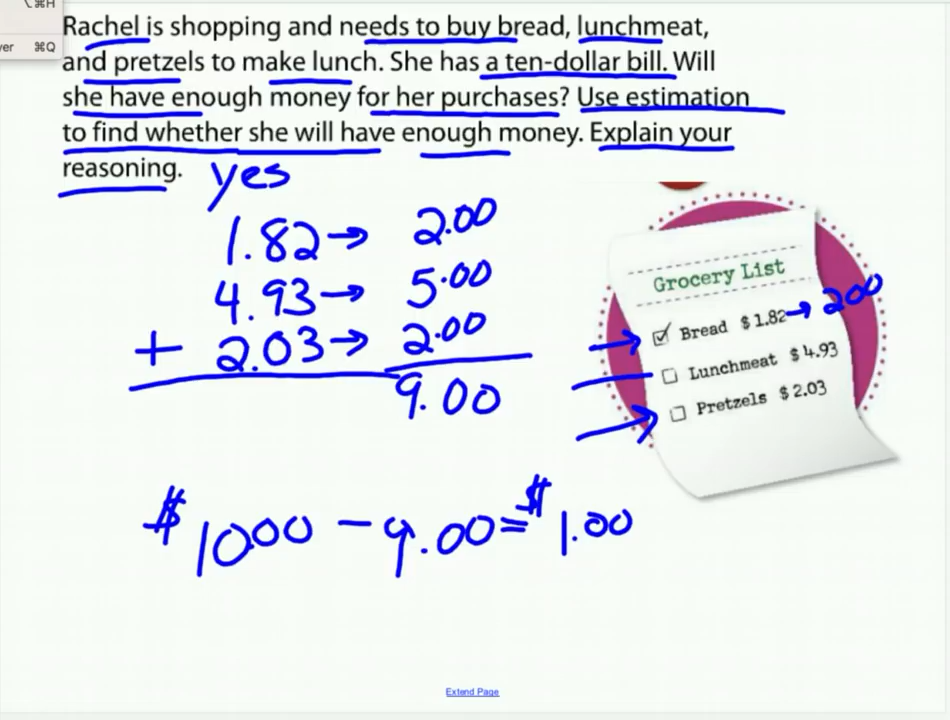 ⌥⌘H
ver ⌘Q
Rachel is shopping and needs to buy bread, lunchmeat,
and pretzels to make lunch. She has a ten-dollar bill. Will
she have enough money for her purchases? Use estimation
to find whether she will have enough money. Explain your
reasoning. yes
1.82 → 2.00
4.93 → 5.00
+ 2.03 → 2.00
9.00
Grocery List
Bread $1.82 → 200
Lunchmeat $4.93
Pretzels $2.03
$10.00 - 9.00 = $1.00
Extend Page